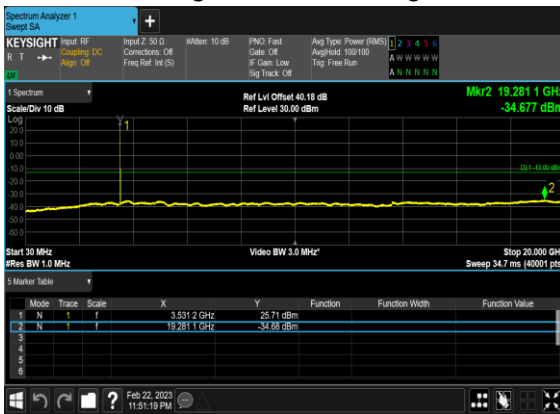 Spectrum Analyzer 1
Swept SA
KEYSIGHT
R T
LV
Input: RF
Coupling: DC
Align: Off
Input Z: 50 Ω
Corrections: Off
Freq Ref: Int (S)
#Atten: 10 dB
PNO: Fast
Gate: Off
IF Gain: Low
Sig Track: Off
Avg Type: Power (RMS)
Avg|Hold: 100/100
Trig: Free Run
1 2 3 4 5 6
A W W W W W
A N N N N N
1 Spectrum
Scale/Div 10 dB
Ref Lvl Offset 40.18 dB
Ref Level 30.00 dBm
Mkr2 19.281 1 GHz
-34.677 dBm
Log
20.0
10.0
0.00
-10.0
-20.0
-30.0
-40.0
-50.0
-60.0
1
DL1 -13.00 dBm
2
Start 30 MHz
#Res BW 1.0 MHz
Video BW 3.0 MHz*
Stop 20.000 GH
Sweep 34.7 ms (40001 pts
5 Marker Table
Mode Trace Scale X Y Function Function Width Function Value
1 N 1 f 3.531 2 GHz 25.71 dBm
2 N 1 f 19.281 1 GHz -34.68 dBm
3
4
5
6
?
Feb 22, 2023
11:51:19 PM